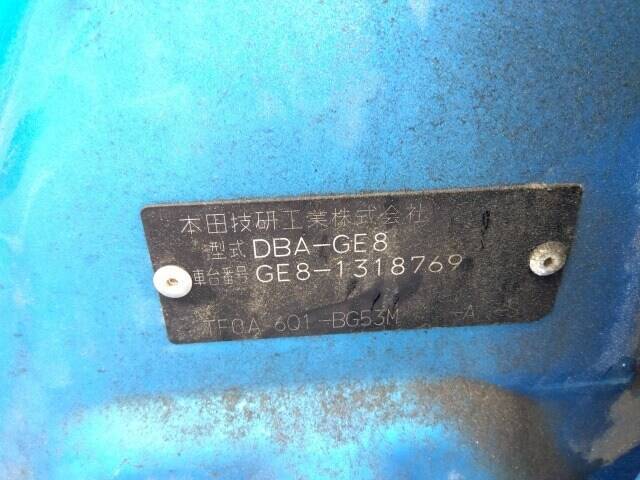 本田技研工業株式会社
型式 DBA-GE8
車台番号 GE8-1318769
TF0A 601 -BG53M -A -S